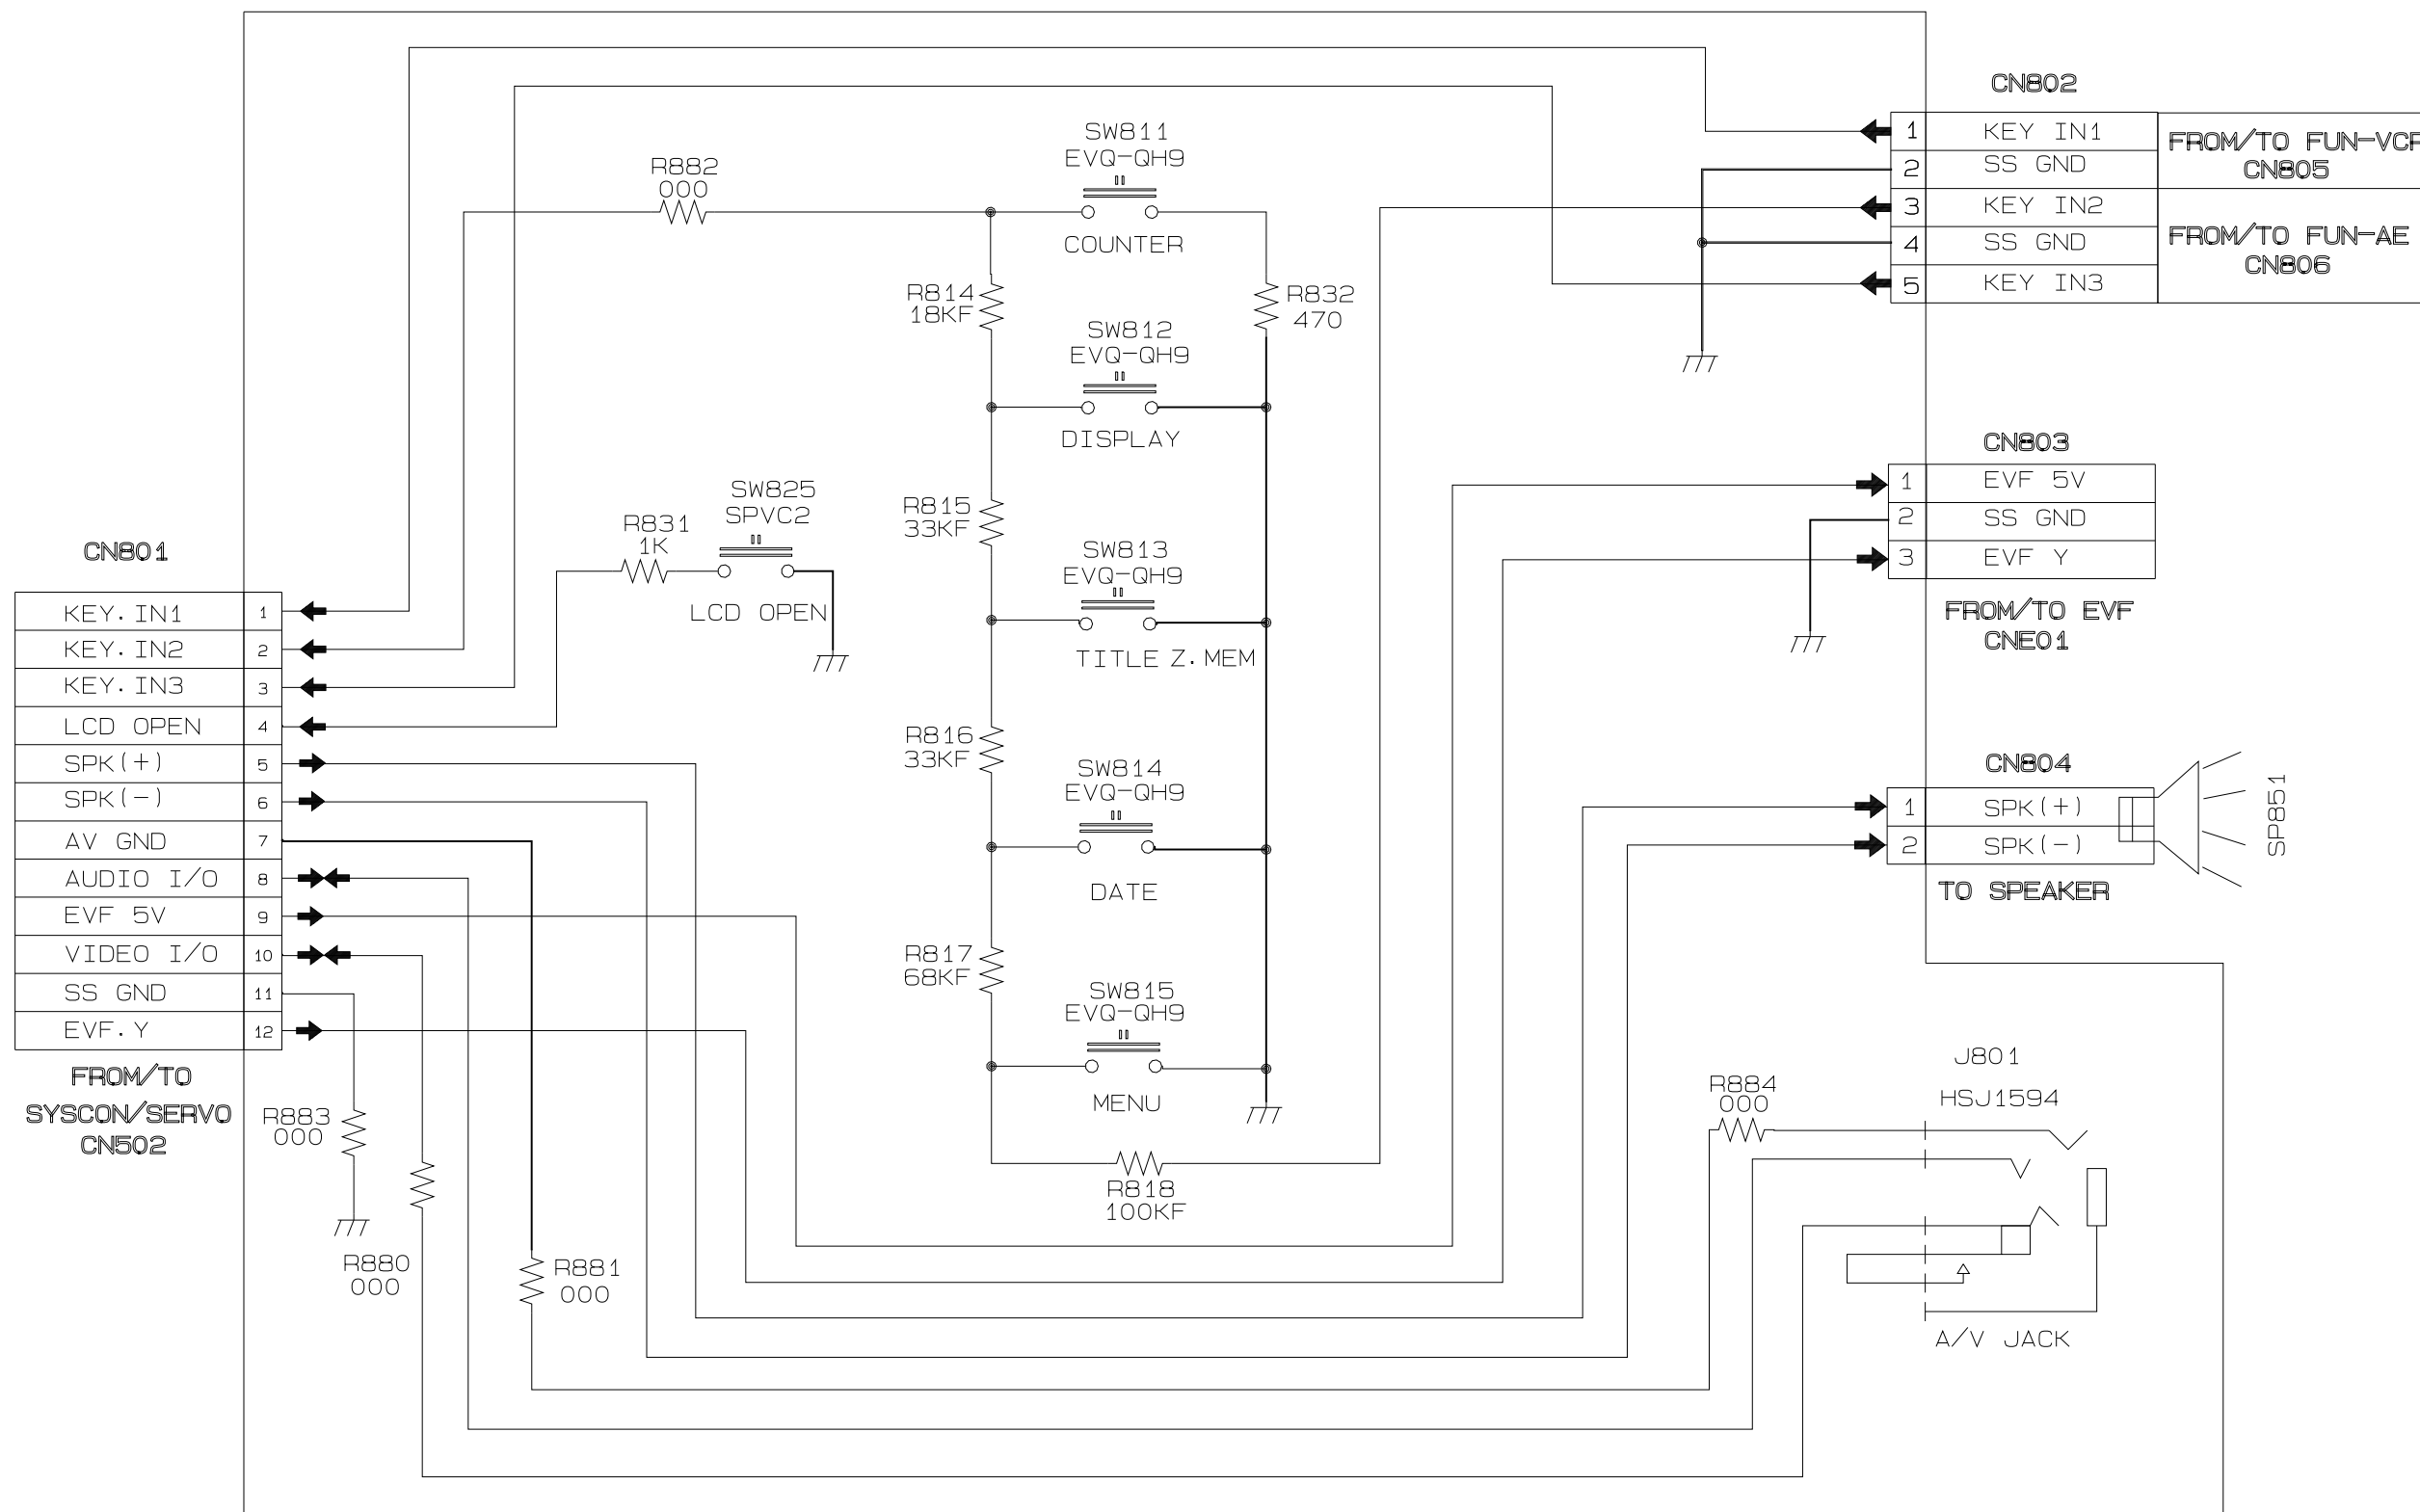 CN802
1 KEY IN1
2 SS GND
3 KEY IN2
4 SS GND
5 KEY IN3
FROM/TO FUN-VCR
CN805
FROM/TO FUN-AE
CN806
SW811
EVQ-QH9
COUNTER
R882
000
R814
18KF
R832
470
SW812
EVQ-QH9
DISPLAY
CN803
1 EVF 5V
2 SS GND
3 EVF Y
FROM/TO EVF
CNE01
SW825
SPVC2
R831
1K
LCD OPEN
R815
33KF
SW813
EVQ-QH9
TITLE Z.MEM
CN801
KEY.IN1 1
KEY.IN2 2
KEY.IN3 3
LCD OPEN 4
SPK(+) 5
SPK(-) 6
AV GND 7
AUDIO I/O 8
EVF 5V 9
VIDEO I/O 10
SS GND 11
EVF.Y 12
FROM/TO
SYSCON/SERVO
CN502
R816
33KF
SW814
EVQ-QH9
DATE
CN804
1 SPK(+)
2 SPK(-)
TO SPEAKER
SP851
R817
68KF
SW815
EVQ-QH9
MENU
R818
100KF
R883
000
R880
000
R881
000
R884
000
J801
HSJ1594
A/V JACK